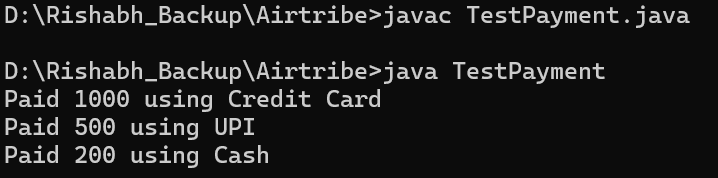 D:\Rishabh_Backup\Airtribe>javac TestPayment.java
D:\Rishabh_Backup\Airtribe>java TestPayment
Paid 1000 using Credit Card
Paid 500 using UPI
Paid 200 using Cash